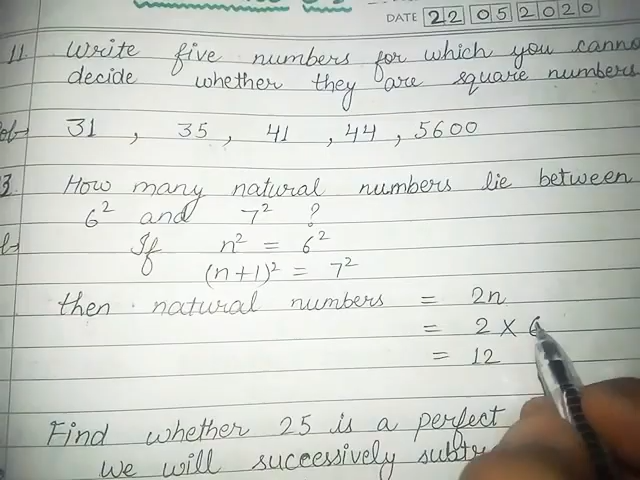 DATE 22 05 2020
11. Write five numbers for which you canno
decide whether they are square numbers
31 , 35 , 41 , 44 , 5600
3. How many natural numbers lie between
6² and 7² ?
If n² = 6²
(n+1)² = 7²
then natural numbers = 2n
= 2 × 6
= 12
Find whether 25 is a perfect
we will successively subtr